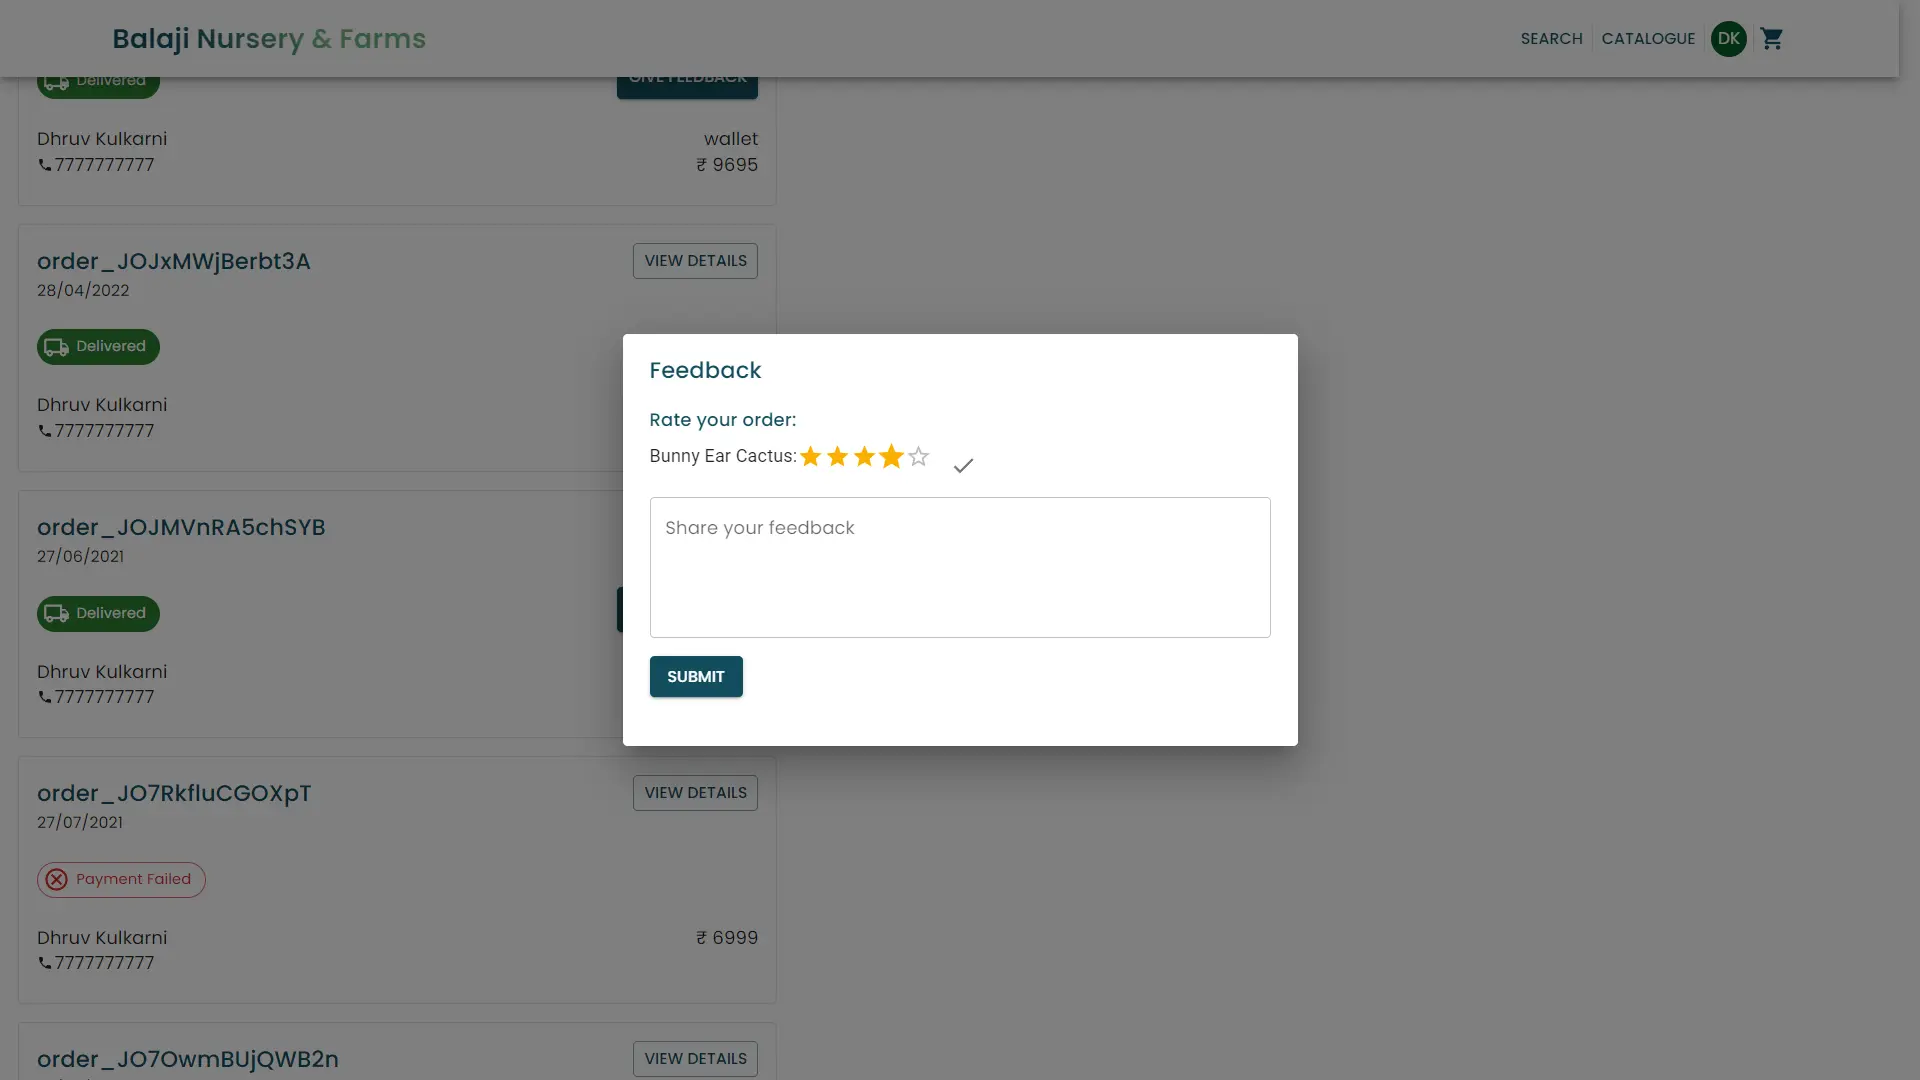 Balaji Nursery & Farms
SEARCH
CATALOGUE
DK
Delivered
GIVE FEEDBACK
Dhruv Kulkarni
wallet
7777777777
₹ 9695
order_JOJxMWjBerbt3A
VIEW DETAILS
28/04/2022
Delivered
Dhruv Kulkarni
7777777777
Feedback
Rate your order:
Bunny Ear Cactus:
Share your feedback
SUBMIT
order_JOJMVnRA5chSYB
27/06/2021
Delivered
Dhruv Kulkarni
7777777777
order_JO7RkfluCGOXpT
VIEW DETAILS
27/07/2021
Payment Failed
Dhruv Kulkarni
₹ 6999
7777777777
order_JO7OwmBUjQWB2n
VIEW DETAILS